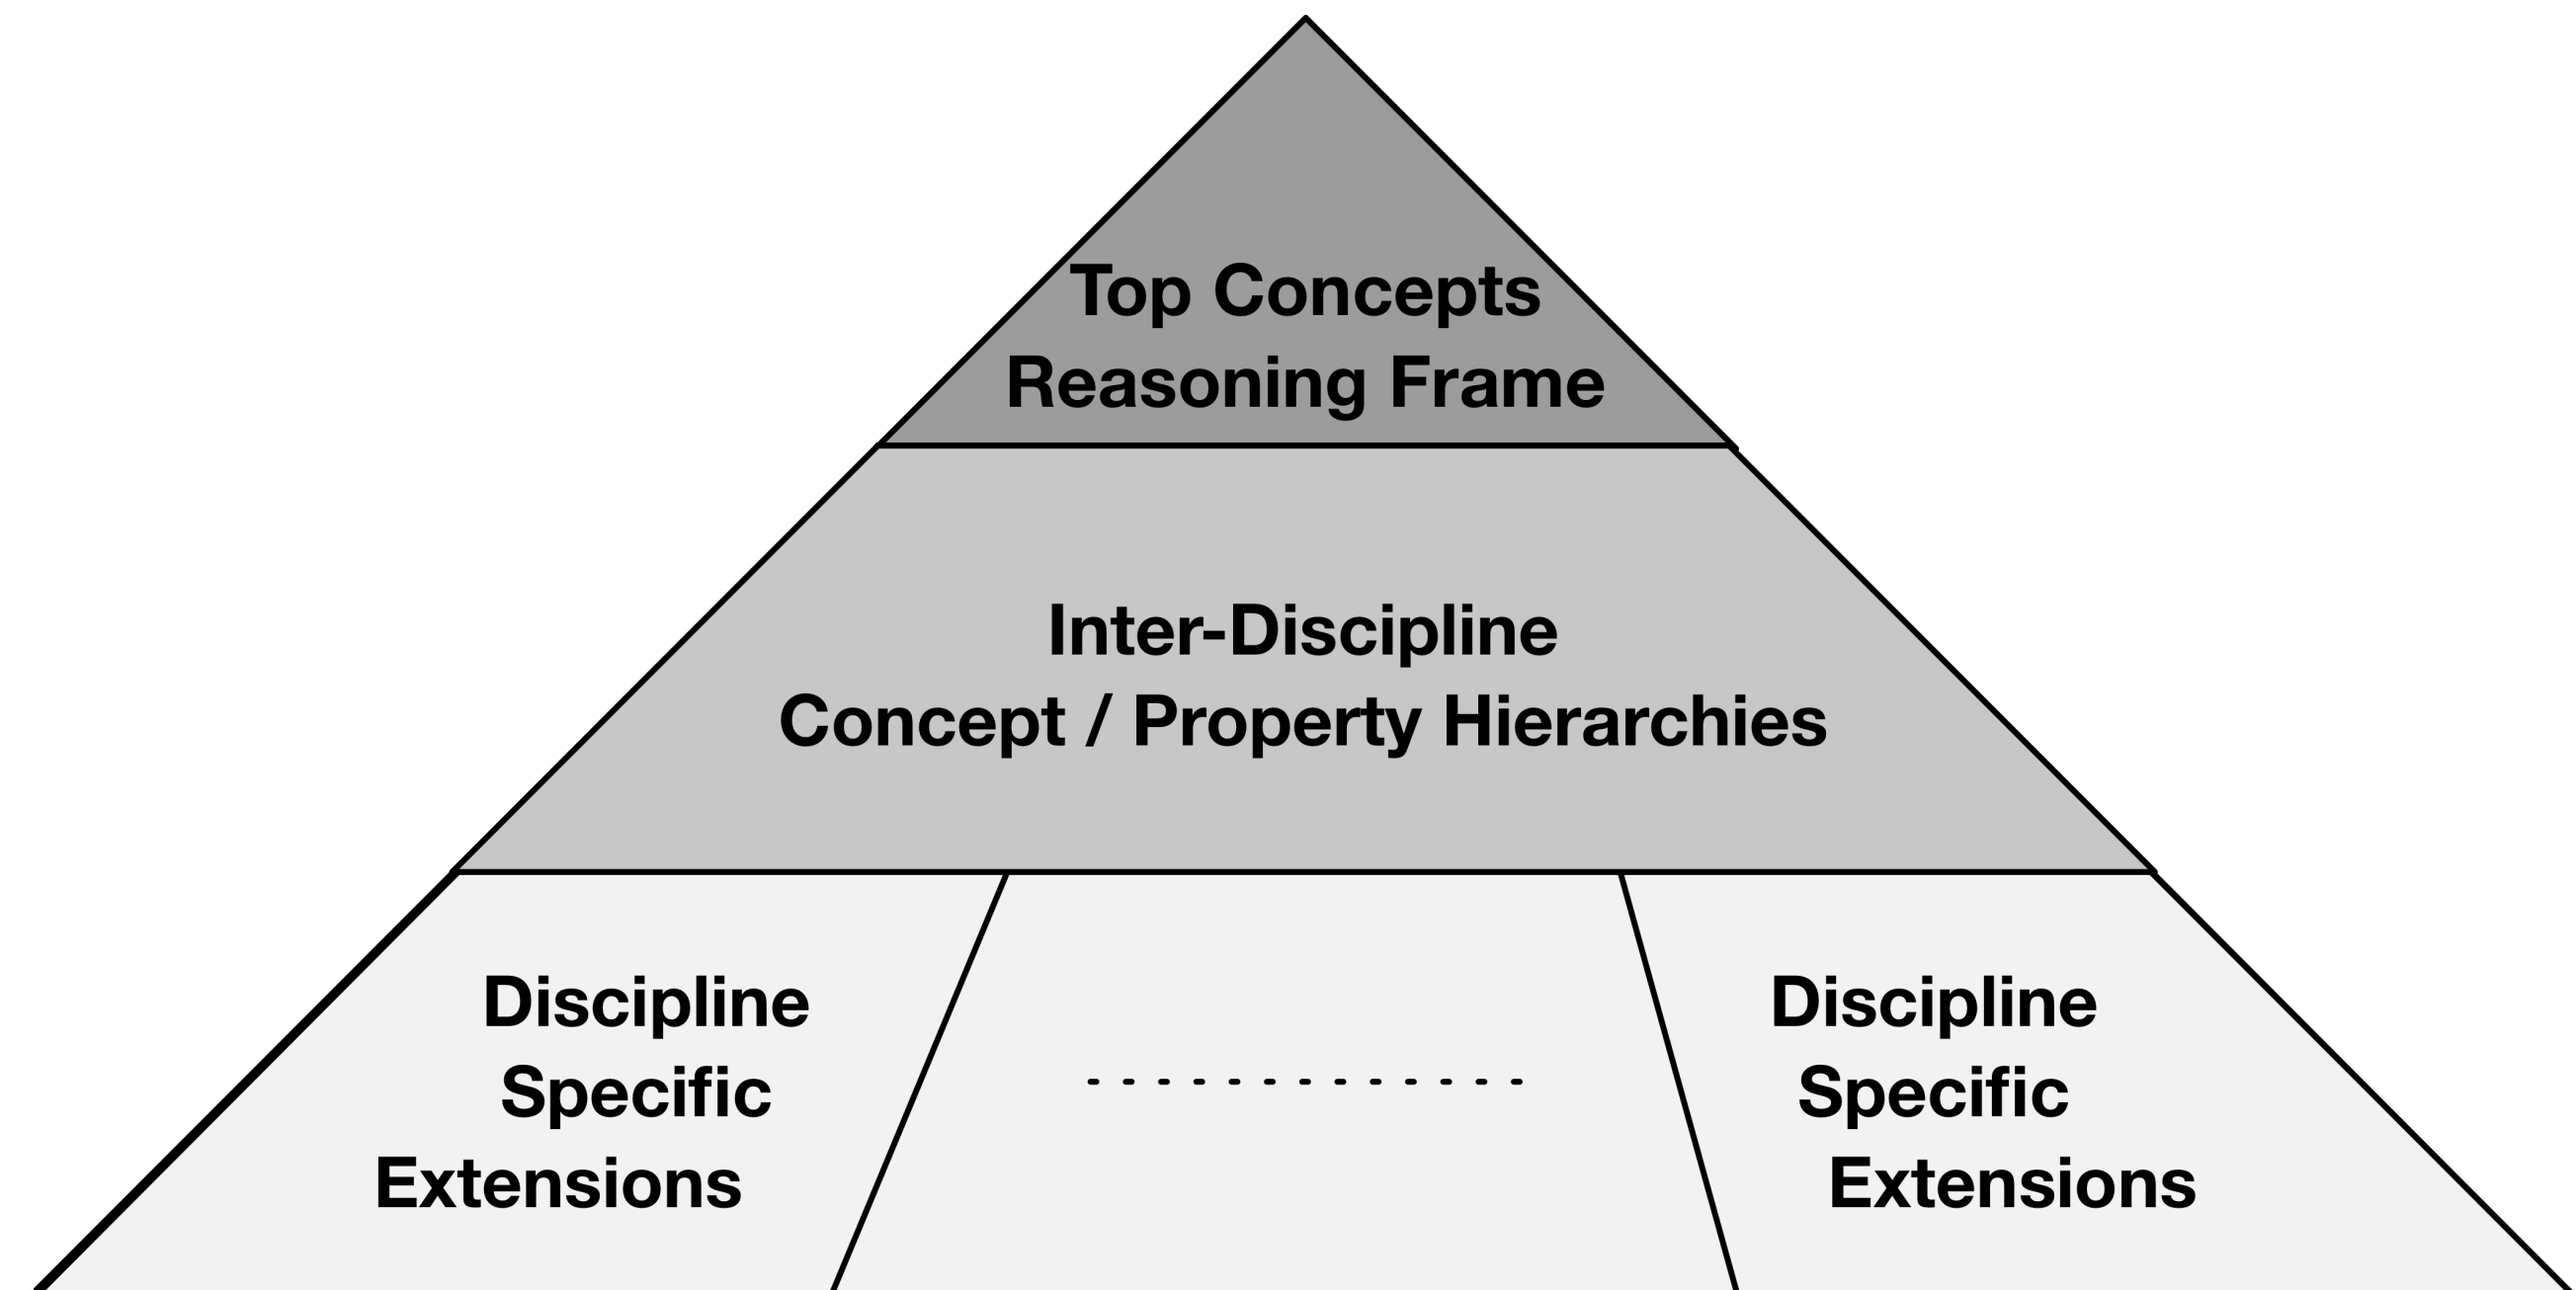 Top Concepts
Reasoning Frame
Inter-Discipline
Concept / Property Hierarchies
Discipline
Specific
Extensions
Discipline
Specific
Extensions